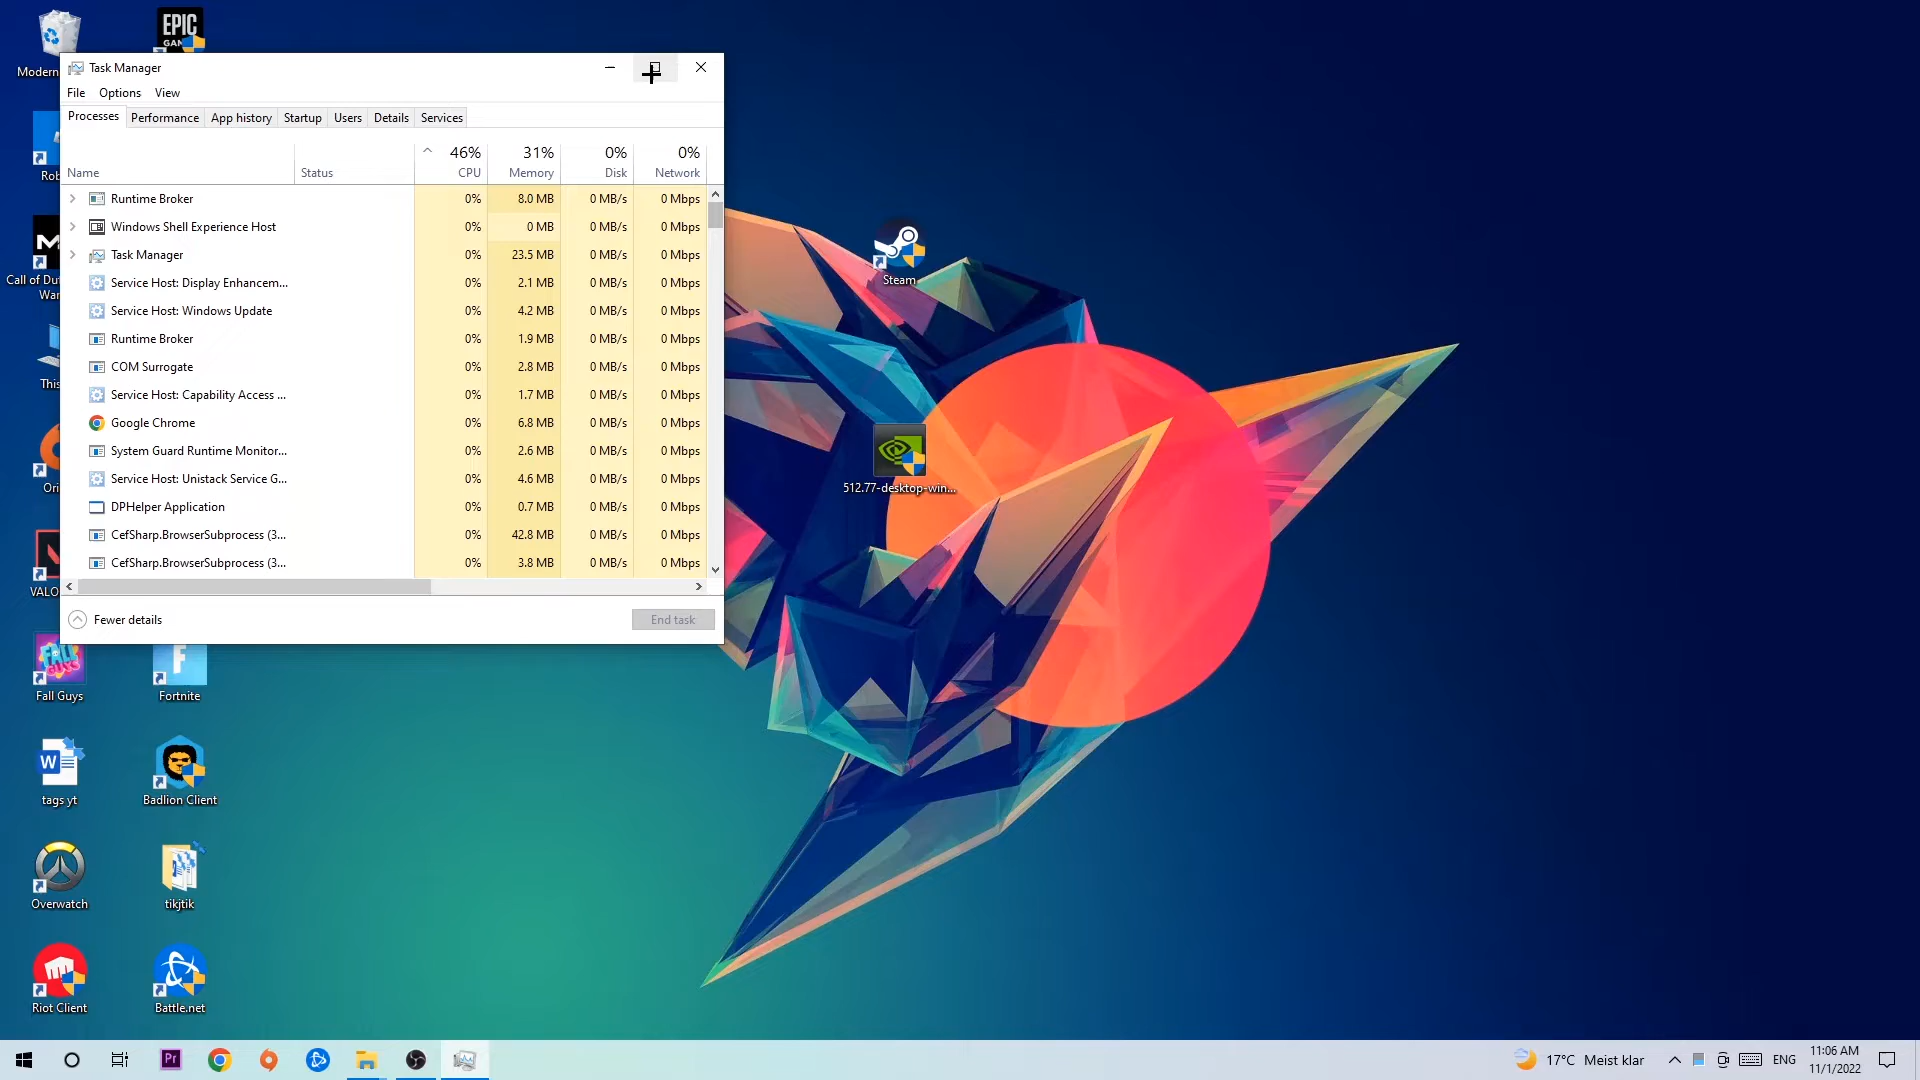 EPIC
GAM
Modern
Task Manager
File Options View
Processes Performance App history Startup Users Details Services
46% 31% 0% 0%
Name Status CPU Memory Disk Network
Runtime Broker 0% 8.0 MB 0 MB/s 0 Mbps
Windows Shell Experience Host 0% 0 MB 0 MB/s 0 Mbps
Task Manager 0% 23.5 MB 0 MB/s 0 Mbps
Service Host: Display Enhancem... 0% 2.1 MB 0 MB/s 0 Mbps
Service Host: Windows Update 0% 4.2 MB 0 MB/s 0 Mbps
Runtime Broker 0% 1.9 MB 0 MB/s 0 Mbps
COM Surrogate 0% 2.8 MB 0 MB/s 0 Mbps
Service Host: Capability Access ... 0% 1.7 MB 0 MB/s 0 Mbps
Google Chrome 0% 6.8 MB 0 MB/s 0 Mbps
System Guard Runtime Monitor... 0% 2.6 MB 0 MB/s 0 Mbps
Service Host: Unistack Service G... 0% 4.6 MB 0 MB/s 0 Mbps
DPHelper Application 0% 0.7 MB 0 MB/s 0 Mbps
CefSharp.BrowserSubprocess (3... 0% 42.8 MB 0 MB/s 0 Mbps
CefSharp.BrowserSubprocess (3... 0% 3.8 MB 0 MB/s 0 Mbps
Fewer details End task
Rob
M
Call of Du
War
This
Ori
VALO
Steam
512.77-desktop-win...
FALL
Fall Guys Fortnite
W
tags yt Badlion Client
Overwatch tikjtik
Riot Client Battle.net
Pr
17°C Meist klar ENG 11:06 AM
11/1/2022